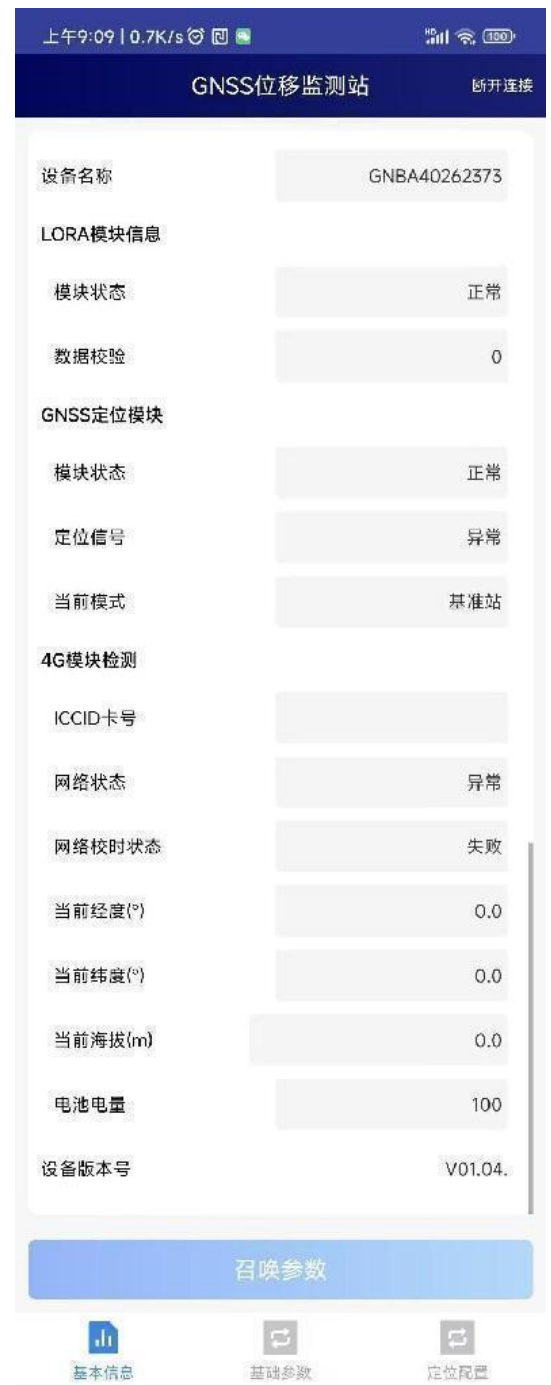 上午9:09 | 0.7K/s HD 100
GNSS位移监测站 断开连接
设备名称 GNBA40262373
LORA模块信息
模块状态 正常
数据校验 0
GNSS定位模块
模块状态 正常
定位信号 异常
当前模式 基准站
4G模块检测
ICCID卡号
网络状态 异常
网络校时状态 失败
当前经度(°) 0.0
当前纬度(°) 0.0
当前海拔(m) 0.0
电池电量 100
设备版本号 V01.04.
召唤参数
基本信息 基础参数 定位配置